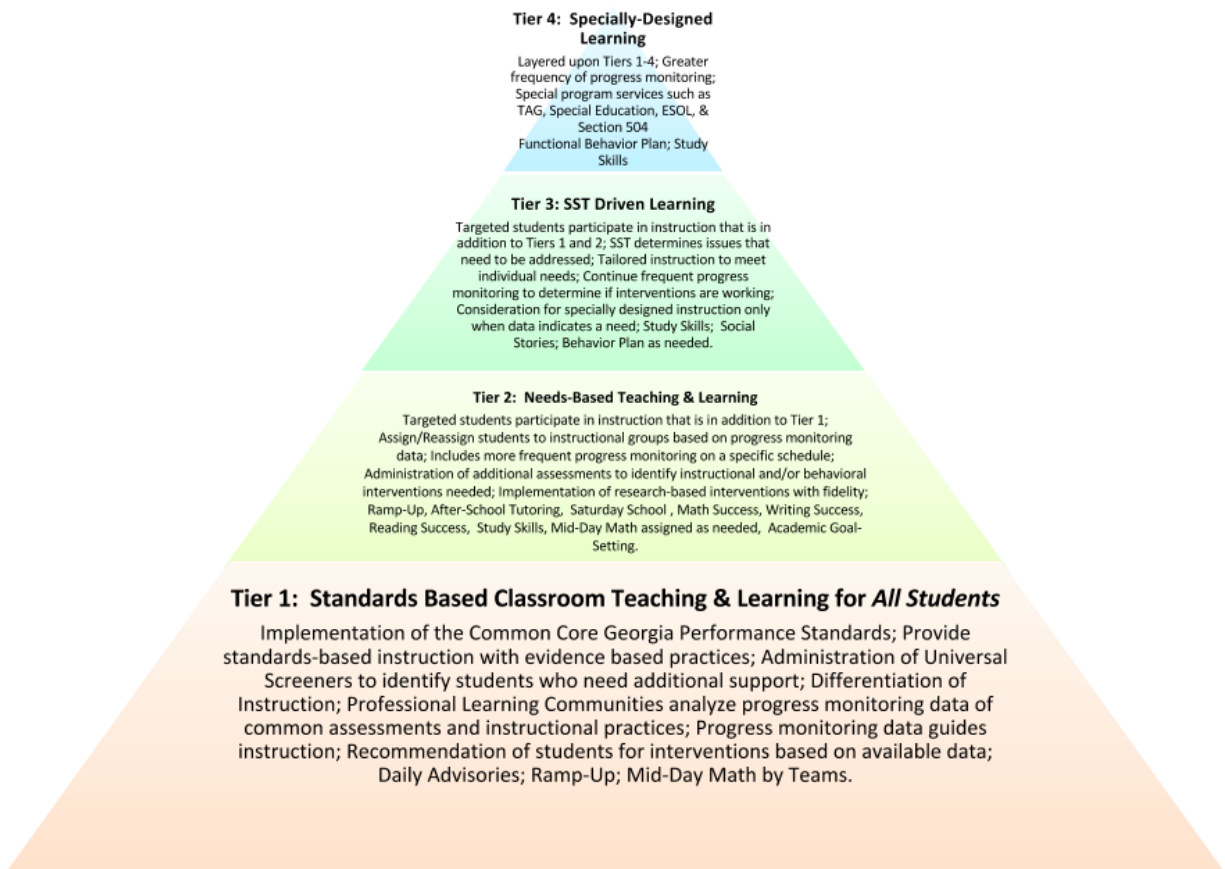 Tier 4:  Specially-Designed
Learning
Layered upon Tiers 1-4; Greater
frequency of progress monitoring;
Special program services such as
TAG, Special Education, ESOL, &
Section 504
Functional Behavior Plan; Study
Skills
Tier 3: SST Driven Learning
Targeted students participate in instruction that is in
addition to Tiers 1 and 2; SST determines issues that
need to be addressed; Tailored instruction to meet
individual needs; Continue frequent progress
monitoring to determine if interventions are working;
Consideration for specially designed instruction only
when data indicates a need; Study Skills;  Social
Stories; Behavior Plan as needed.
Tier 2:  Needs-Based Teaching & Learning
Targeted students participate in instruction that is in addition to Tier 1;
Assign/Reassign students to instructional groups based on progress monitoring
data; Includes more frequent progress monitoring on a specific schedule;
Administration of additional assessments to identify instructional and/or behavioral
interventions needed; Implementation of research-based interventions with fidelity;
Ramp-Up, After-School Tutoring,  Saturday School , Math Success, Writing Success,
Reading Success,  Study Skills, Mid-Day Math assigned as needed,  Academic Goal-
Setting.
Tier 1:  Standards Based Classroom Teaching & Learning for All Students
Implementation of the Common Core Georgia Performance Standards; Provide
standards-based instruction with evidence based practices; Administration of Universal
Screeners to identify students who need additional support; Differentiation of
Instruction; Professional Learning Communities analyze progress monitoring data of
common assessments and instructional practices; Progress monitoring data guides
instruction; Recommendation of students for interventions based on available data;
Daily Advisories; Ramp-Up; Mid-Day Math by Teams.